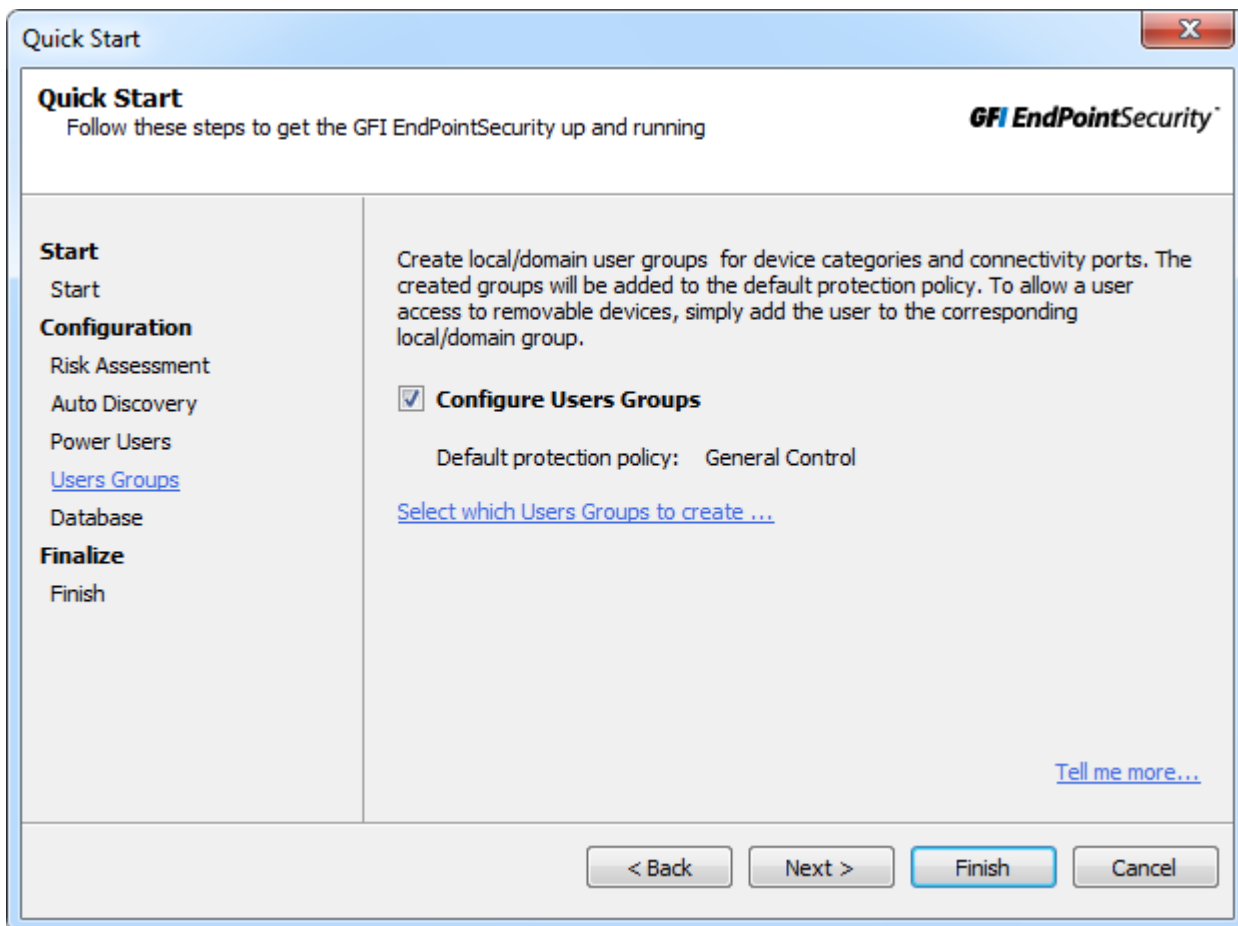 Quick Start
Quick Start
Follow these steps to get the GFI EndPointSecurity up and running
GFI EndPointSecurity
Start
Start
Configuration
Risk Assessment
Auto Discovery
Power Users
Users Groups
Database
Finalize
Finish
Create local/domain user groups for device categories and connectivity ports. The
created groups will be added to the default protection policy. To allow a user
access to removable devices, simply add the user to the corresponding
local/domain group.
Configure Users Groups
Default protection policy: General Control
Select which Users Groups to create ...
Tell me more...
< Back Next > Finish Cancel